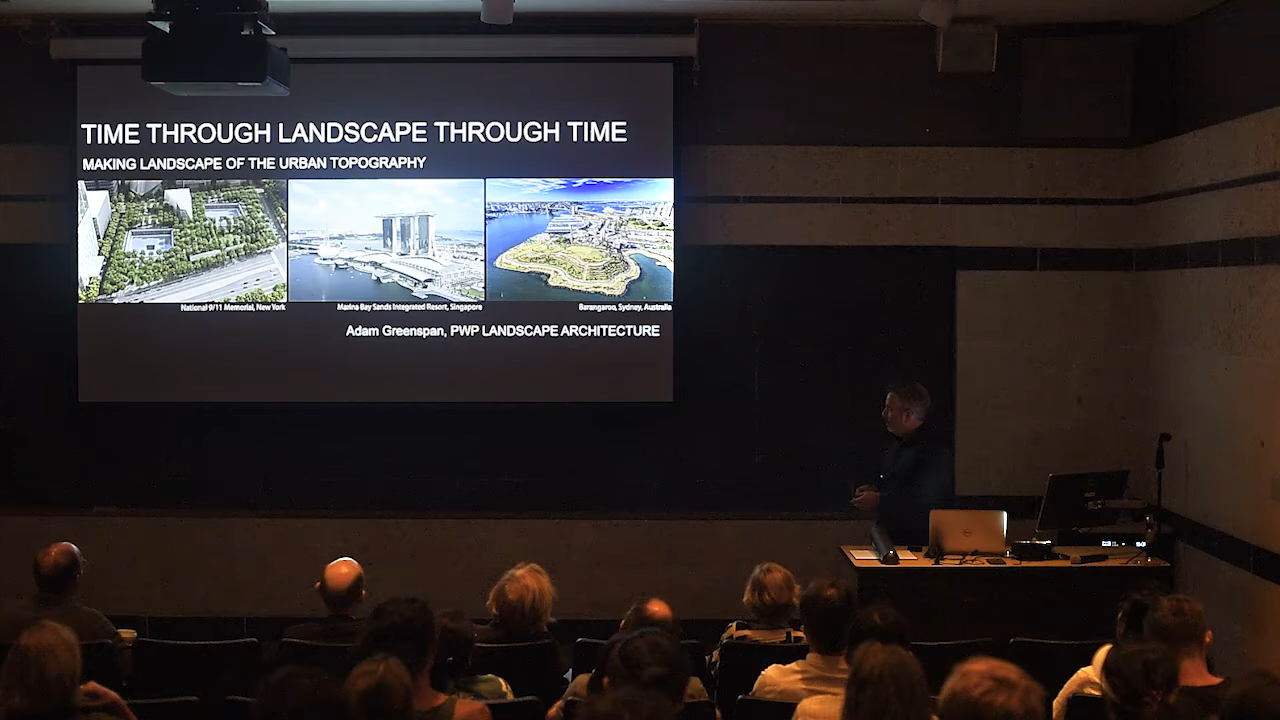 TIME THROUGH LANDSCAPE THROUGH TIME
MAKING LANDSCAPE OF THE URBAN TOPOGRAPHY
National 9/11 Memorial, New York
Marina Bay Sands Integrated Resort, Singapore
Barangaroo, Sydney, Australia
Adam Greenspan, PWP LANDSCAPE ARCHITECTURE